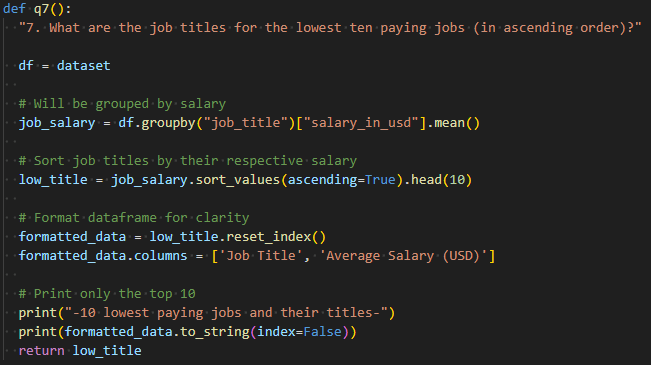 def q7():
  "7. What are the job titles for the lowest ten paying jobs (in ascending order)?"
  df = dataset
  # Will be grouped by salary
  job_salary = df.groupby("job_title")["salary_in_usd"].mean()
  # Sort job titles by their respective salary
  low_title = job_salary.sort_values(ascending=True).head(10)
  # Format dataframe for clarity
  formatted_data = low_title.reset_index()
  formatted_data.columns = ['Job Title', 'Average Salary (USD)']
  # Print only the top 10
  print("-10 lowest paying jobs and their titles-")
  print(formatted_data.to_string(index=False))
  return low_title